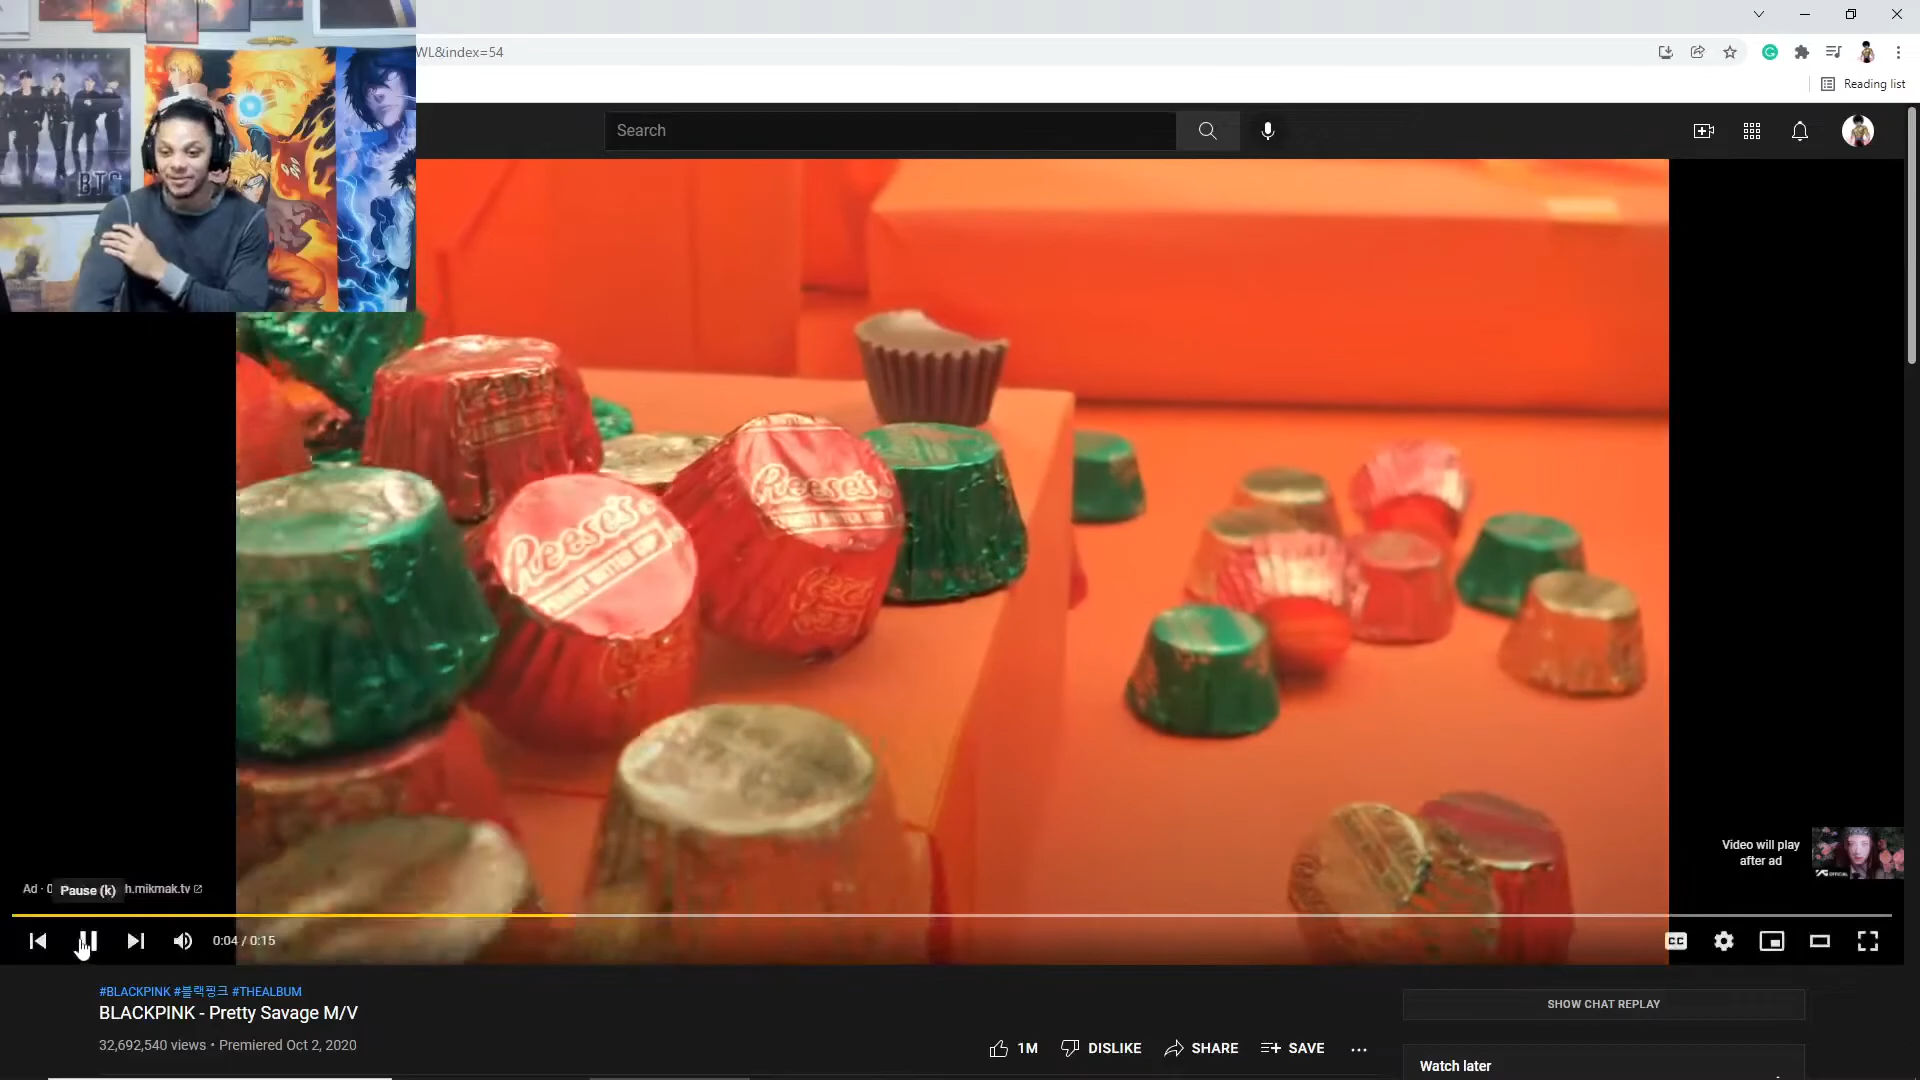 WL&index=54
Reading list
Search
BTS
Reese's
Reese's
Video will play
after ad
Ad · 0
Pause (k)
h.mikmak.tv
0:04 / 0:15
CC
#BLACKPINK #블랙핑크 #THEALBUM
BLACKPINK - Pretty Savage M/V
32,692,540 views • Premiered Oct 2, 2020
1M
DISLIKE
SHARE
SAVE
SHOW CHAT REPLAY
Watch later